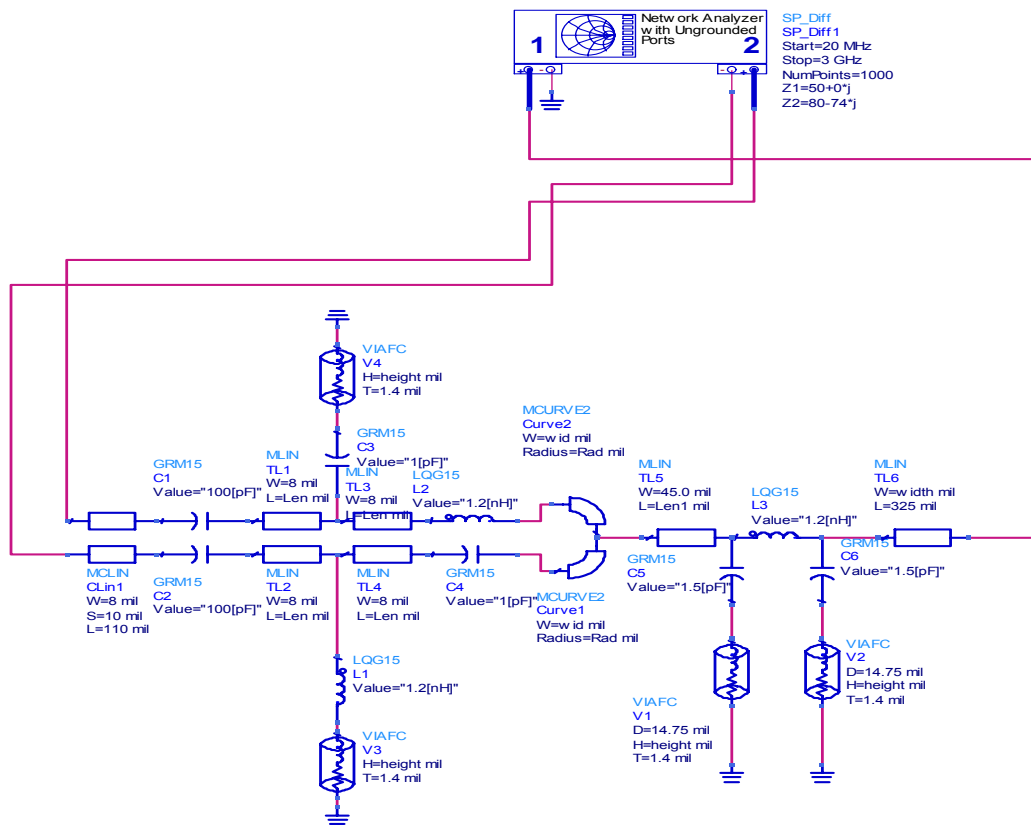 Network Analyzer
with Ungrounded
Ports
1
2
+
-
-
+
SP_Diff
SP_Diff1
Start=20 MHz
Stop=3 GHz
NumPoints=1000
Z1=50+0*j
Z2=80-74*j
VIAFC
V4
H=height mil
T=1.4 mil
GRM15
C3
Value="1[pF]"
GRM15
C1
Value="100[pF]"
MLIN
TL1
W=8 mil
L=Len mil
MLIN
TL3
W=8 mil
L=Len mil
LQG15
L2
Value="1.2[nH]"
MCURVE2
Curve2
W=wid mil
Radius=Rad mil
MLIN
TL5
W=45.0 mil
L=Len1 mil
LQG15
L3
Value="1.2[nH]"
MLIN
TL6
W=width mil
L=325 mil
MCLIN
CLin1
W=8 mil
S=10 mil
L=110 mil
GRM15
C2
Value="100[pF]"
MLIN
TL2
W=8 mil
L=Len mil
MLIN
TL4
W=8 mil
L=Len mil
GRM15
C4
Value="1[pF]"
MCURVE2
Curve1
W=wid mil
Radius=Rad mil
GRM15
C5
Value="1.5[pF]"
GRM15
C6
Value="1.5[pF]"
LQG15
L1
Value="1.2[nH]"
VIAFC
V3
H=height mil
T=1.4 mil
VIAFC
V1
D=14.75 mil
H=height mil
T=1.4 mil
VIAFC
V2
D=14.75 mil
H=height mil
T=1.4 mil